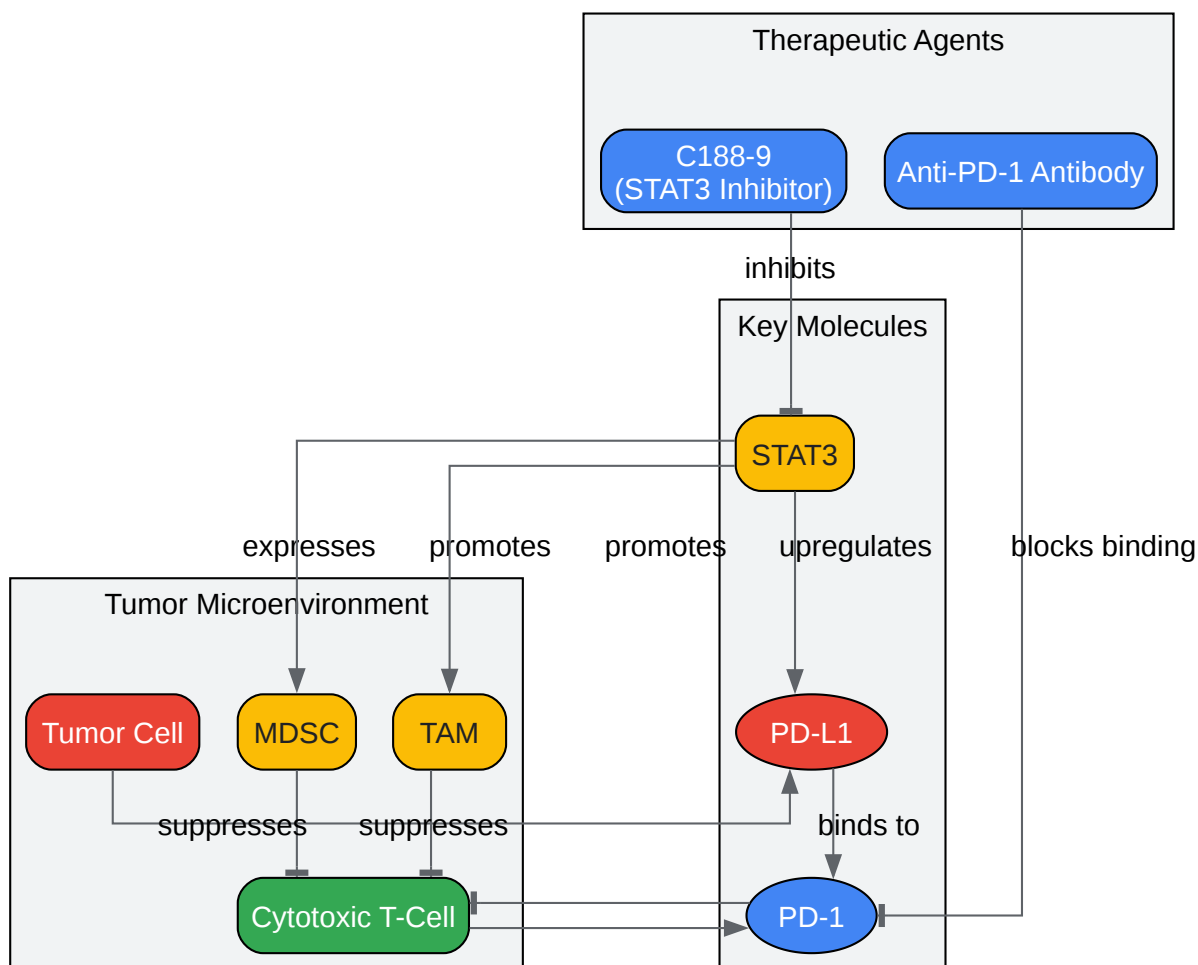 Therapeutic Agents
C188-9
(STAT3 Inhibitor)
Anti-PD-1 Antibody
inhibits
Key Molecules
STAT3
expresses
promotes
promotes
upregulates
blocks binding
Tumor Microenvironment
Tumor Cell
MDSC
TAM
PD-L1
suppresses
suppresses
binds to
Cytotoxic T-Cell
PD-1